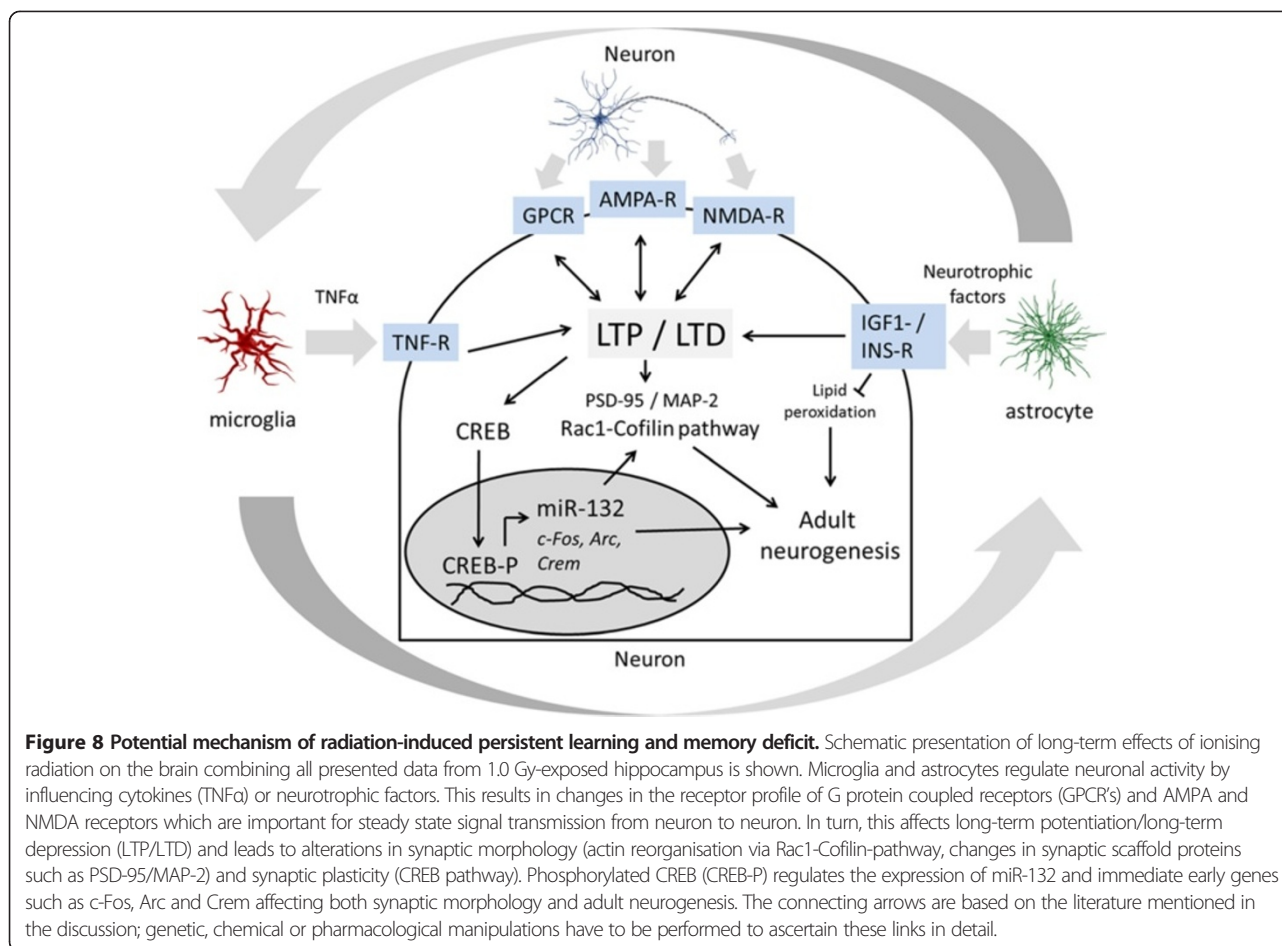 Neuron
GPCR
AMPA-R
NMDA-R
TNFα
Neurotrophic
factors
TNF-R
LTP / LTD
IGF1- /
INS-R
microglia
astrocyte
Lipid
peroxidation
PSD-95 / MAP-2
Rac1-Cofilin pathway
CREB
miR-132
c-Fos, Arc,
Crem
CREB-P
Adult
neurogenesis
Neuron
Figure 8 Potential mechanism of radiation-induced persistent learning and memory deficit. Schematic presentation of long-term effects of ionising
radiation on the brain combining all presented data from 1.0 Gy-exposed hippocampus is shown. Microglia and astrocytes regulate neuronal activity by
influencing cytokines (TNFα) or neurotrophic factors. This results in changes in the receptor profile of G protein coupled receptors (GPCR's) and AMPA and
NMDA receptors which are important for steady state signal transmission from neuron to neuron. In turn, this affects long-term potentiation/long-term
depression (LTP/LTD) and leads to alterations in synaptic morphology (actin reorganisation via Rac1-Cofilin-pathway, changes in synaptic scaffold proteins
such as PSD-95/MAP-2) and synaptic plasticity (CREB pathway). Phosphorylated CREB (CREB-P) regulates the expression of miR-132 and immediate early genes
such as c-Fos, Arc and Crem affecting both synaptic morphology and adult neurogenesis. The connecting arrows are based on the literature mentioned in
the discussion; genetic, chemical or pharmacological manipulations have to be performed to ascertain these links in detail.